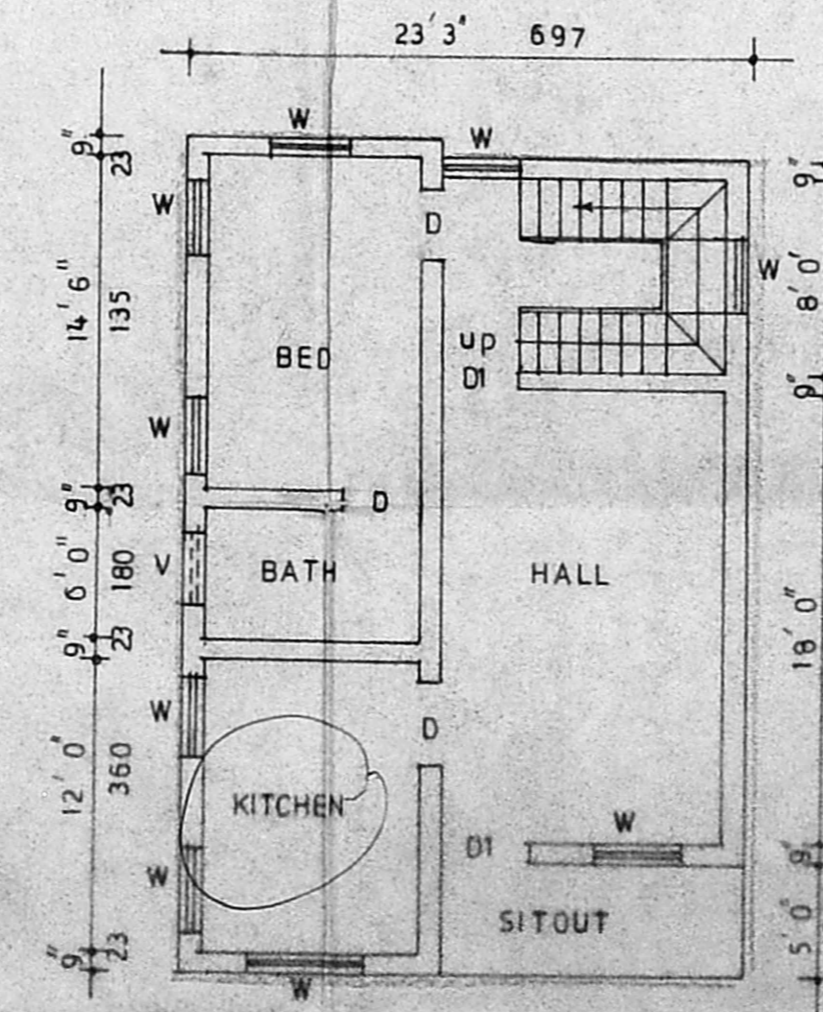 23'3" 697
W
W
9"
23
9"
W
D
W
14'6"
135
8'0"
BED
up
D1
9"
W
9"
23
D
V
6'0"
180
BATH
HALL
9"
23
18'0"
W
D
12'0"
360
KITCHEN
W
D1
9"
W
SITOUT
5'0"
9"
23
W